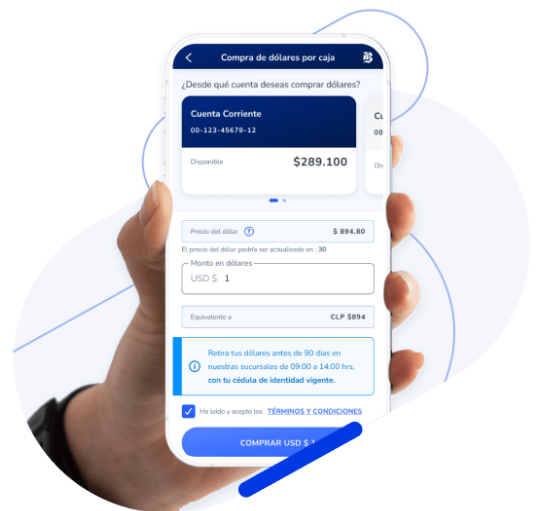 Compra de dólares por caja
¿Desde qué cuenta deseas comprar dólares?
Cuenta Corriente
00-123-45678-12
Disponible $289.100
00
Precio del dólar ? $ 894,80
El precio del dólar podría ser actualizado en : 30
Monto en dólares
USD $ 1
Equivalente a CLP $894
Retira tus dólares antes de 90 días en
nuestras sucursales de 09:00 a 14:00 hrs,
con tu cédula de identidad vigente.
He leído y acepto los TÉRMINOS Y CONDICIONES
COMPRAR USD $ 1